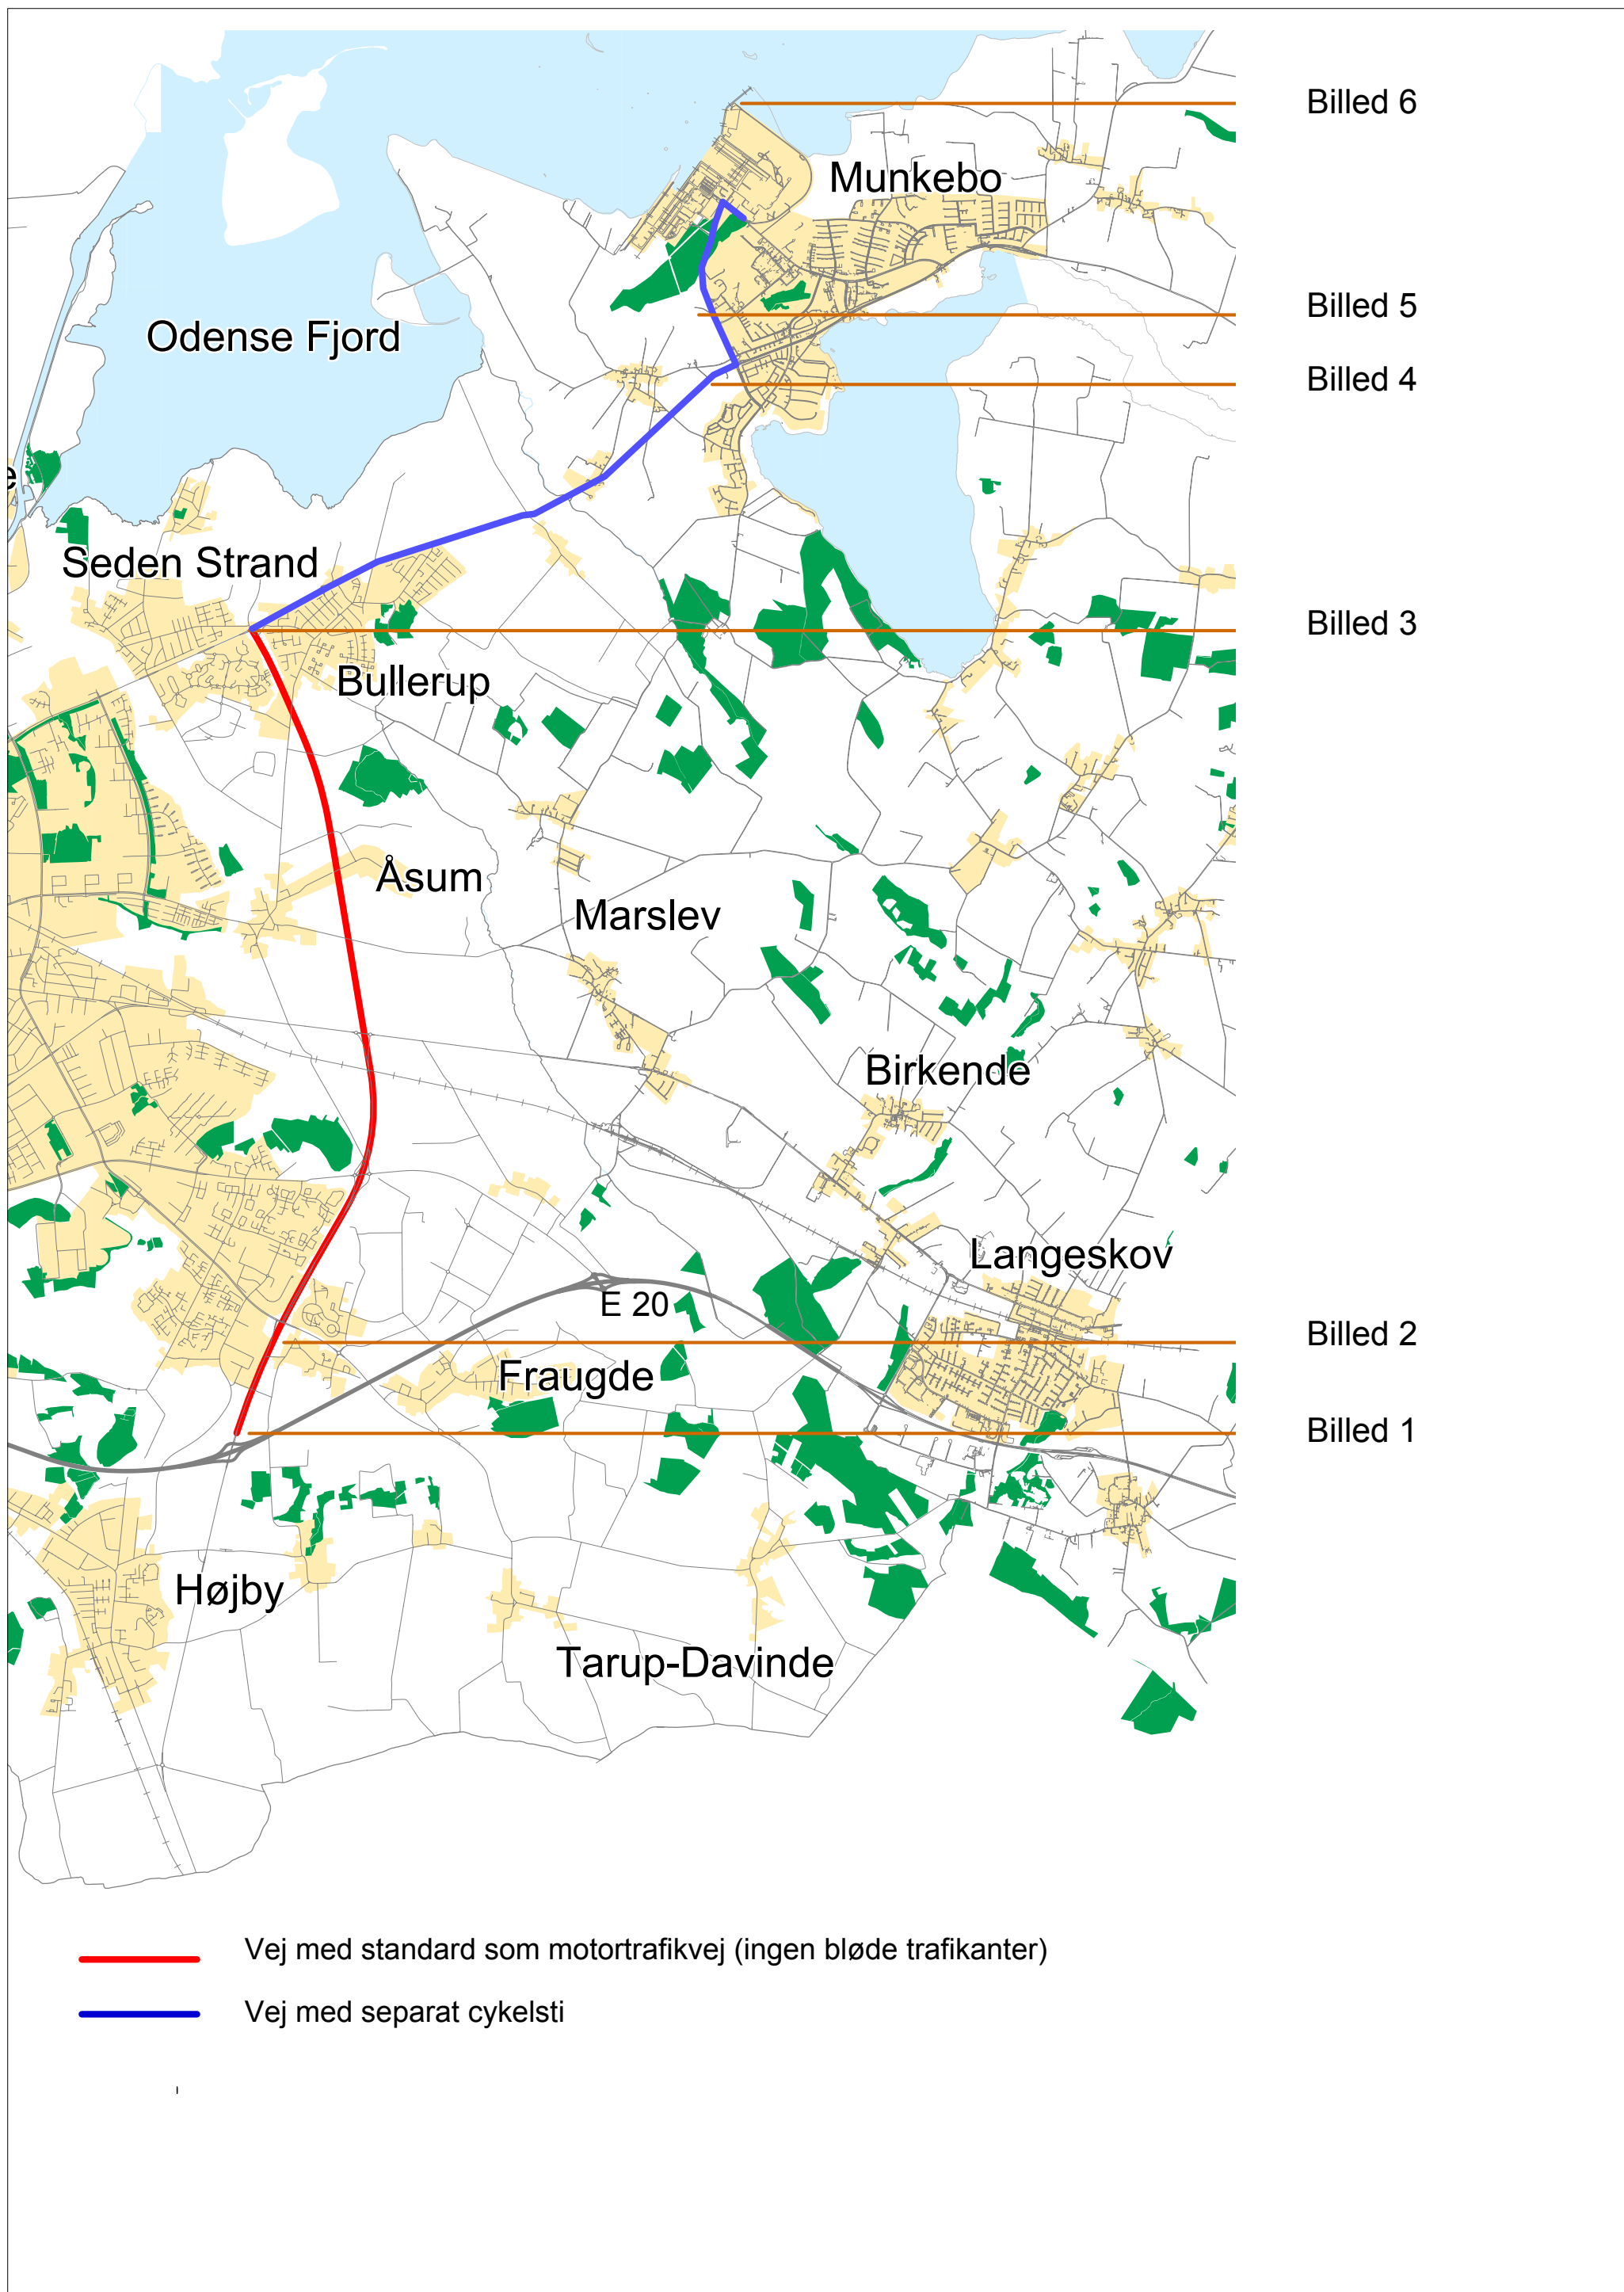 Billed 6
Munkebo
Billed 5
Odense Fjord
Billed 4
e
Seden Strand
Billed 3
Bullerup
Åsum
Marslev
Birkende
Langeskov
E 20
Billed 2
Fraugde
Billed 1
Højby
Tarup-Davinde
Vej med standard som motortrafikvej (ingen bløde trafikanter)
Vej med separat cykelsti